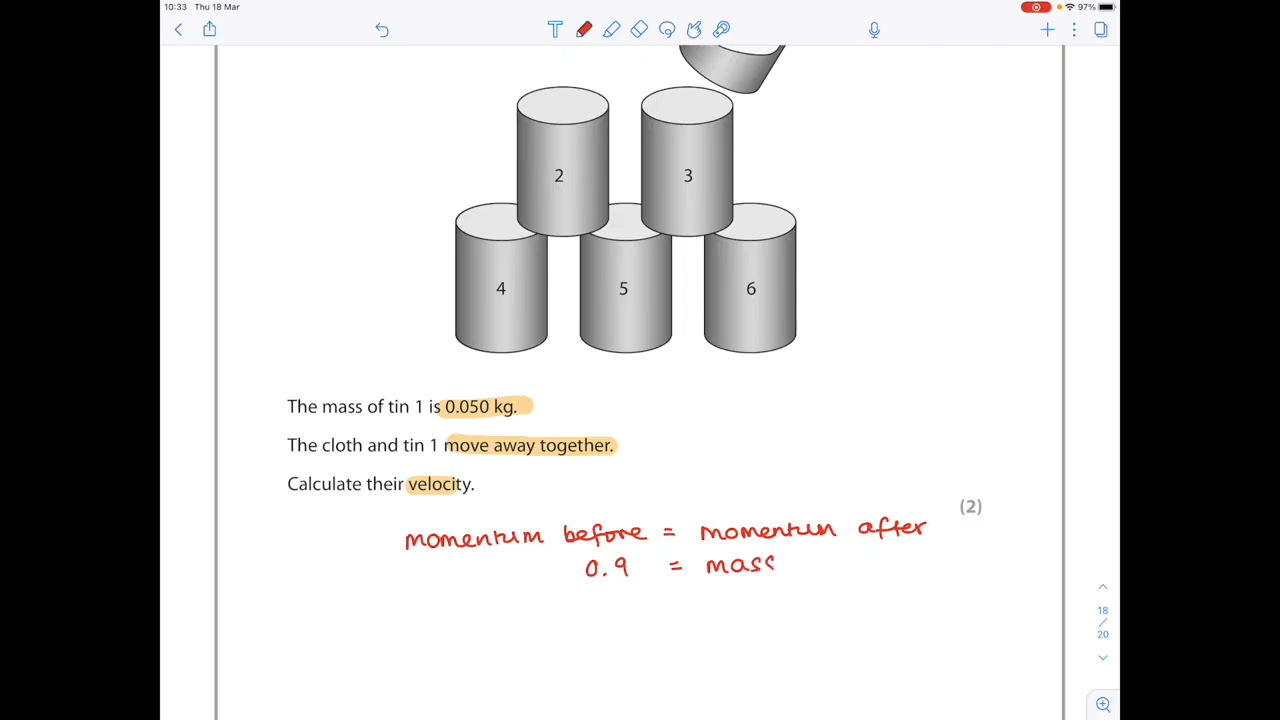 10:33 Thu 18 Mar
97%
T
2
3
4
5
6
The mass of tin 1 is 0.050 kg.
The cloth and tin 1 move away together.
Calculate their velocity.
(2)
momentum before = momentum after
0.9 = mass
18
/
20